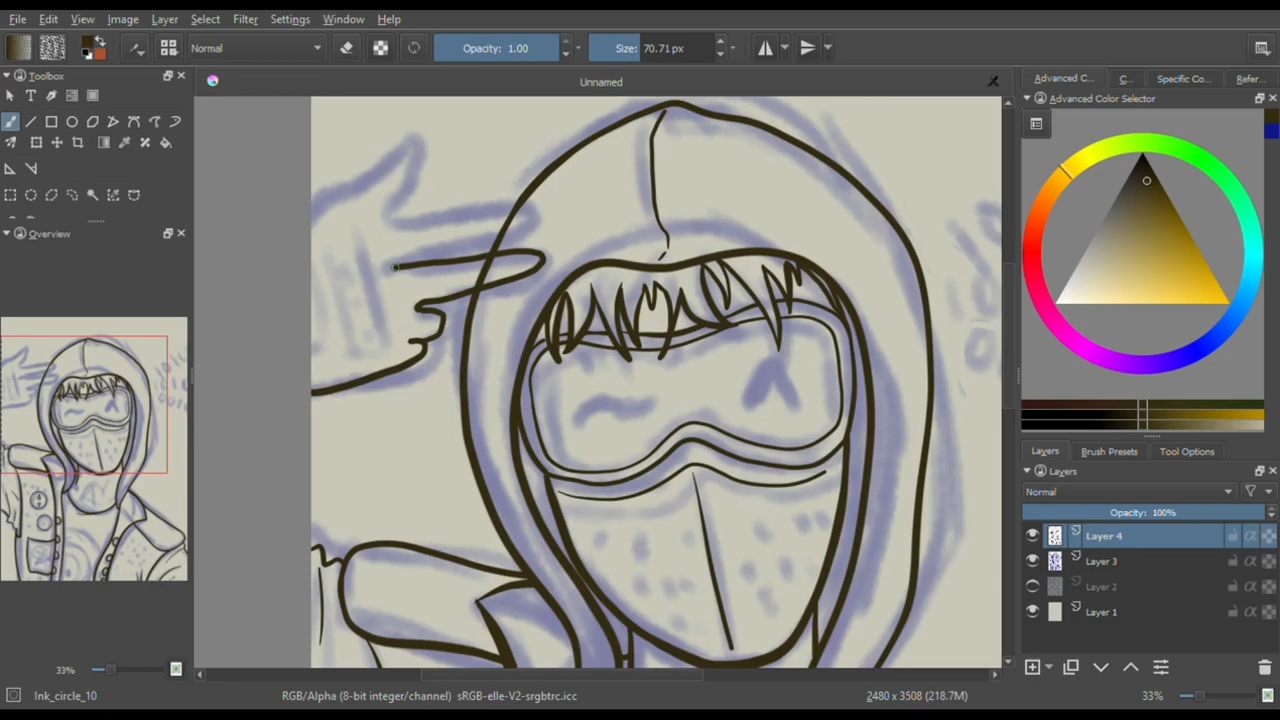 File Edit View Image Layer Select Filter Settings Window Help
Normal Opacity: 1.00 Size: 70.71 px
Toolbox Unnamed Advanced C... C... Specific Co... Refer...
Advanced Color Selector
Overview
Layers Brush Presets Tool Options
Layers
Normal
Opacity: 100%
Layer 4
Layer 3
Layer 2
Layer 1
33%
Ink_circle_10 RGB/Alpha (8-bit integer/channel) sRGB-elle-V2-srgbtrc.icc 2480 x 3508 (218.7M) 33%